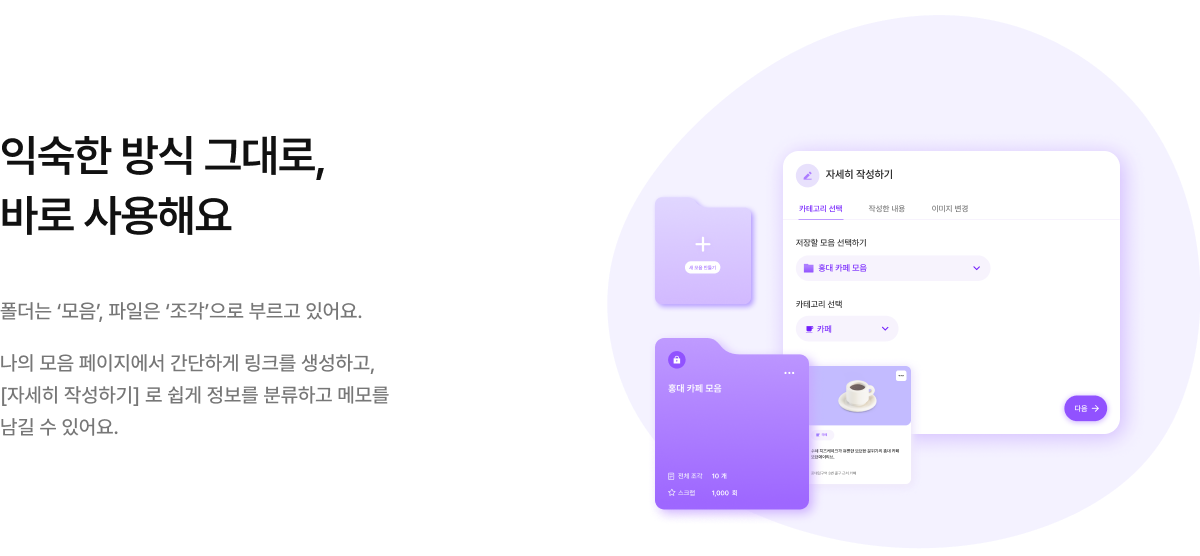 익숙한 방식 그대로,
바로 사용해요
폴더는 ‘모음’, 파일은 ‘조각’으로 부르고 있어요.
나의 모음 페이지에서 간단하게 링크를 생성하고,
[자세히 작성하기] 로 쉽게 정보를 분류하고 메모를
남길 수 있어요.
새 모음 만들기
자세히 작성하기
카테고리 선택 작성한 내용 이미지 변경
저장할 모음 선택하기
홍대 카페 모음
카테고리 선택
카페
다음
홍대 카페 모음
전체 조각 10 개
스크랩 1,000 회
카페